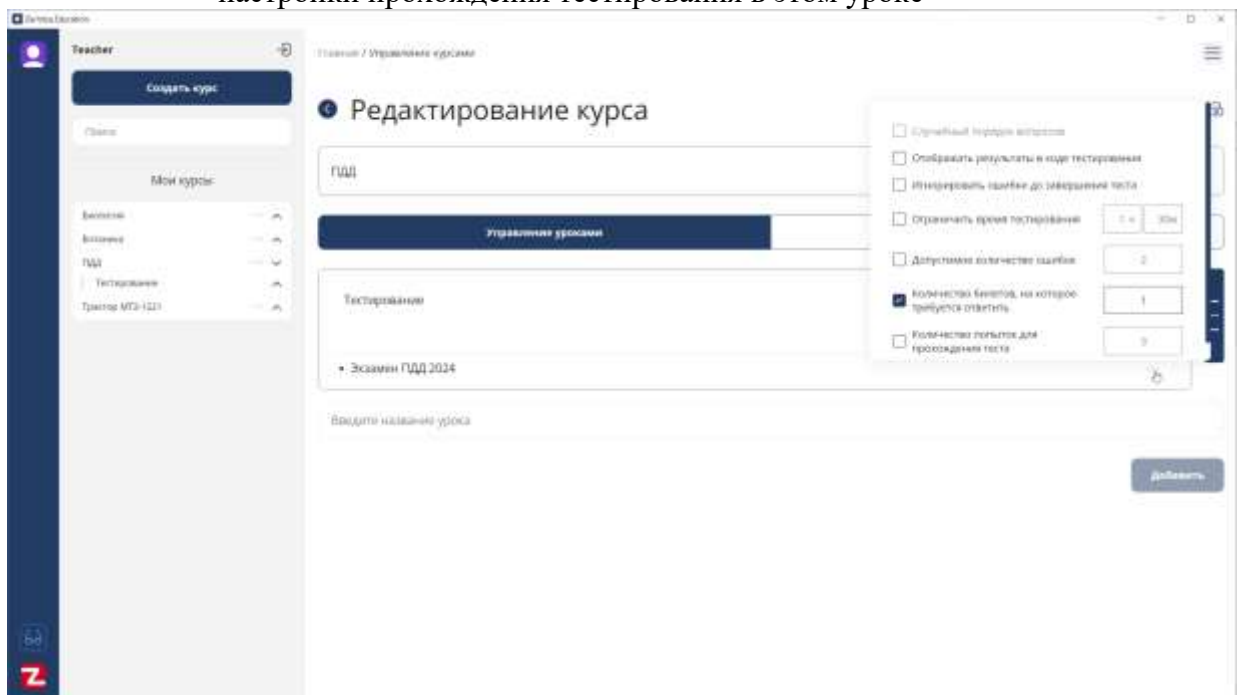 настройки прохождения тестирования в этом уроке
Zarnitza Education
Teacher
Главная / Управление курсами
Создать курс
Редактирование курса
Поиск
Случайный порядок вопросов
Отображать результаты в ходе тестирования
ПДД
Мои курсы
Игнорировать ошибки до завершения теста
Биология
Ограничить время тестирования
30м
Управление уроками
Ботаника
ПДД
Допустимое количество ошибок
2
Тестирование
Количество билетов, на которое
требуется ответить
1
Тестирование
Трактор МТЗ-1221
Количество попыток для
прохождения теста
3
• Экзамен ПДД 2024
Введите название урока
Добавить
Z